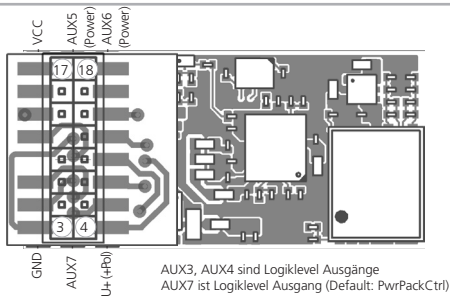 VCC
AUX5
(Power)
AUX6
(Power)
17 18
3 4
GND
AUX7
U+ (+Pol)
AUX3, AUX4 sind Logiklevel Ausgänge
AUX7 ist Logiklevel Ausgang (Default: PwrPackCtrl)